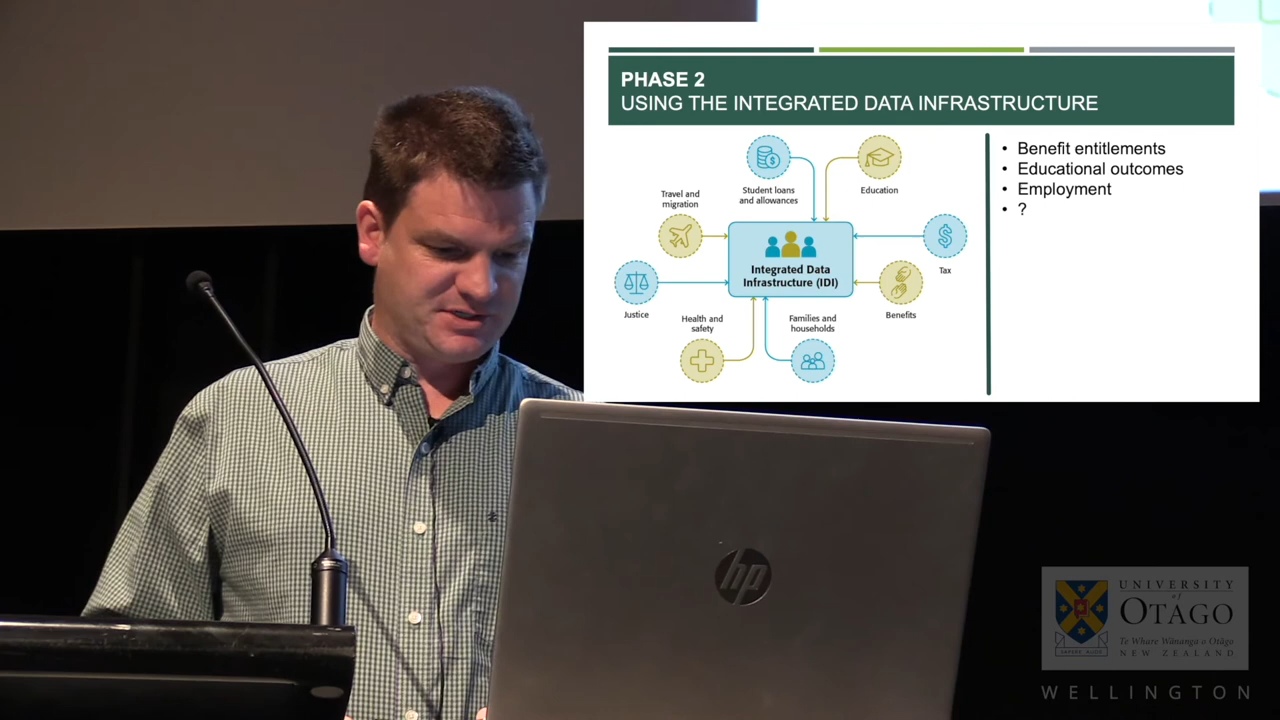 PHASE 2
USING THE INTEGRATED DATA INFRASTRUCTURE
Student loans
and allowances
Education
Travel and
migration
Tax
Integrated Data
Infrastructure (IDI)
Justice
Benefits
Health and
safety
Families and
households
• Benefit entitlements
• Educational outcomes
• Employment
• ?
hp
UNIVERSITY
of
OTAGO
Te Whare Wānanga o Otāgo
NEW ZEALAND
SAPERE AUDE
WELLINGTON